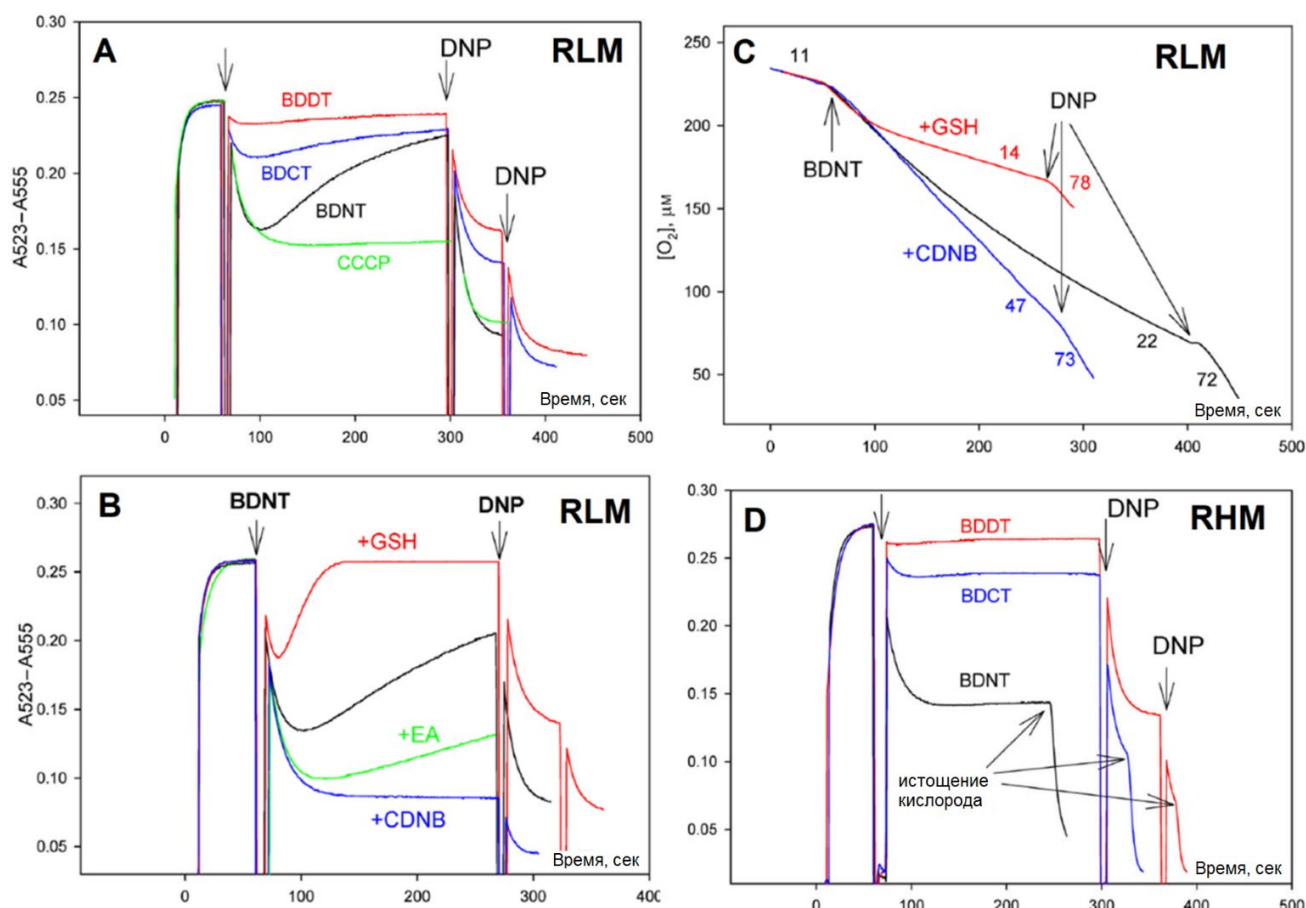 A
RLM
DNP
BDDT
BDCT
BDNT
CCCP
DNP
A523–A555
0.30
0.25
0.20
0.15
0.10
0.05
Время, сек
0
100
200
300
400
500
C
RLM
11
BDNT
+GSH
14
DNP
78
+CDNB
47
73
22
72
[O2], μм
250
200
150
100
50
Время, сек
0
100
200
300
400
500
B
BDNT
DNP
RLM
+GSH
+EA
+CDNB
A523–A555
0.30
0.25
0.20
0.15
0.10
0.05
Время, сек
0
100
200
300
D
DNP
RHM
BDDT
BDCT
DNP
BDNT
истощение
кислорода
0.30
0.25
0.20
0.15
0.10
0.05
Время, сек
0
100
200
300
400
500